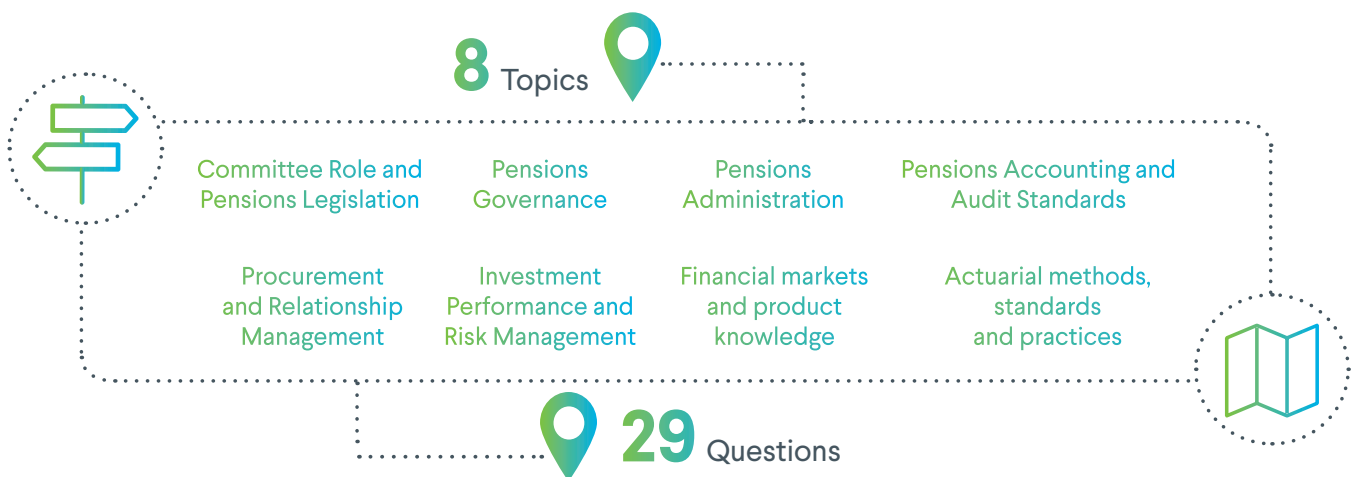 8 Topics
Committee Role and
Pensions Legislation
Pensions
Governance
Pensions
Administration
Pensions Accounting and
Audit Standards
Procurement
and Relationship
Management
Investment
Performance and
Risk Management
Financial markets
and product
knowledge
Actuarial methods,
standards
and practices
29 Questions